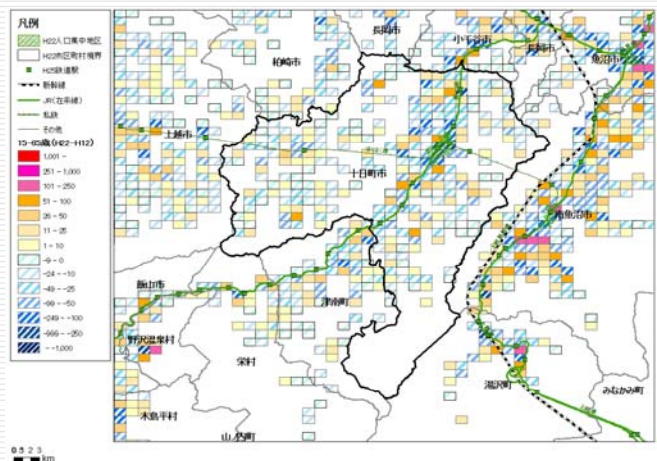 凡例
H22人口集中地区
H22市区町村境界
H25鉄道駅
新幹線
JR(在来線)
私鉄
その他
15-65歳(H22-H12)
1,001 -
251 - 1,000
101 - 250
51 - 100
26 - 50
11 - 25
1 - 10
-9 - 0
-24 - -10
-49 - -25
-99 - -50
-249 - -100
-999 - -250
- -1,000
長岡市
小千谷市
長岡市
魚沼市
柏崎市
上越市
十日町市
南魚沼市
飯山市
津南町
野沢温泉村
栄村
湯沢町
みなかみ町
木島平村
山ノ内町
km